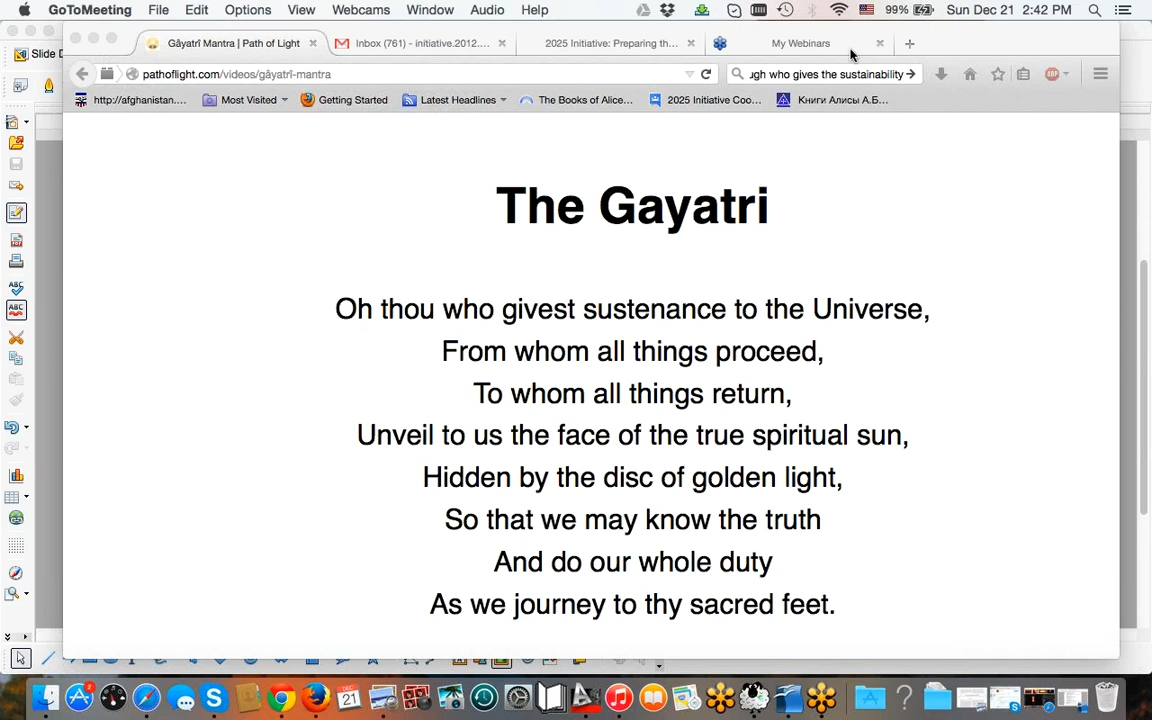 GoToMeeting File Edit Options View Webcams Window Audio Help 99% Sun Dec 21 2:42 PM
Slide D
Gâyatrî Mantra | Path of Light Inbox (761) - initiative.2012.... 2025 Initiative: Preparing th... My Webinars
pathoflight.com/videos/gâyatrî-mantra ugh who gives the sustainability
http://afghanistan.... Most Visited Getting Started Latest Headlines The Books of Alice... 2025 Initiative Coo... Книги Алисы А.Б...
The Gayatri
Oh thou who givest sustenance to the Universe,
From whom all things proceed,
To whom all things return,
Unveil to us the face of the true spiritual sun,
Hidden by the disc of golden light,
So that we may know the truth
And do our whole duty
As we journey to thy sacred feet.